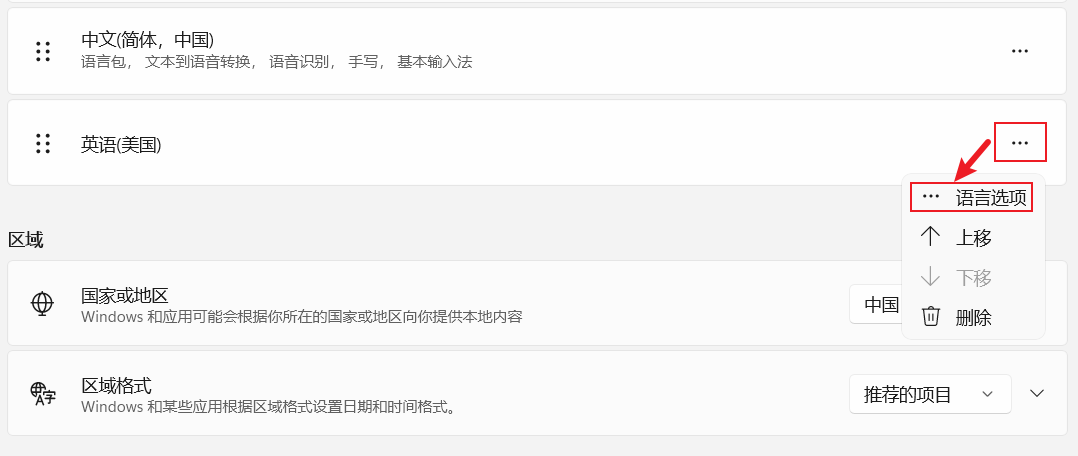 中文(简体，中国)
语言包， 文本到语音转换， 语音识别， 手写， 基本输入法
英语(美国)
语言选项
上移
下移
删除
区域
国家或地区
Windows 和应用可能会根据你所在的国家或地区向你提供本地内容
中国
区域格式
Windows 和某些应用根据区域格式设置日期和时间格式。
推荐的项目